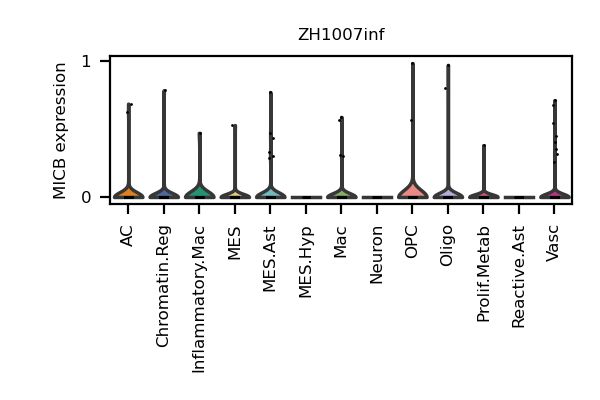 ZH1007inf
MICB expression
1
0
AC
Chromatin.Reg
Inflammatory.Mac
MES
MES.Ast
MES.Hyp
Mac
Neuron
OPC
Oligo
Prolif.Metab
Reactive.Ast
Vasc